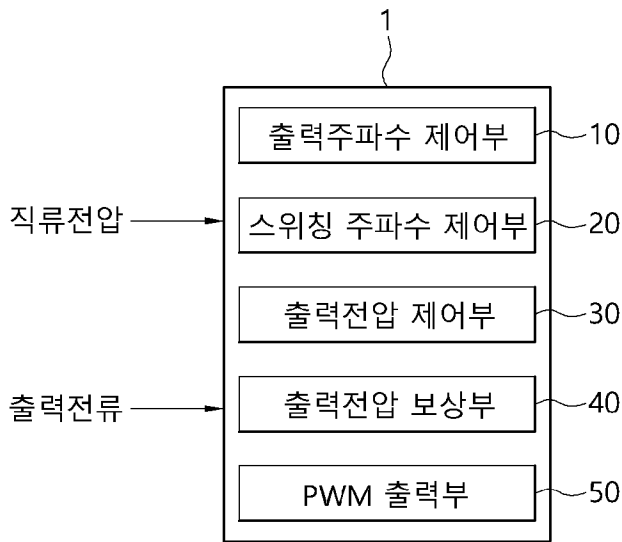 1
출력주파수 제어부 10
직류전압 스위칭 주파수 제어부 20
출력전압 제어부 30
출력전류 출력전압 보상부 40
PWM 출력부 50